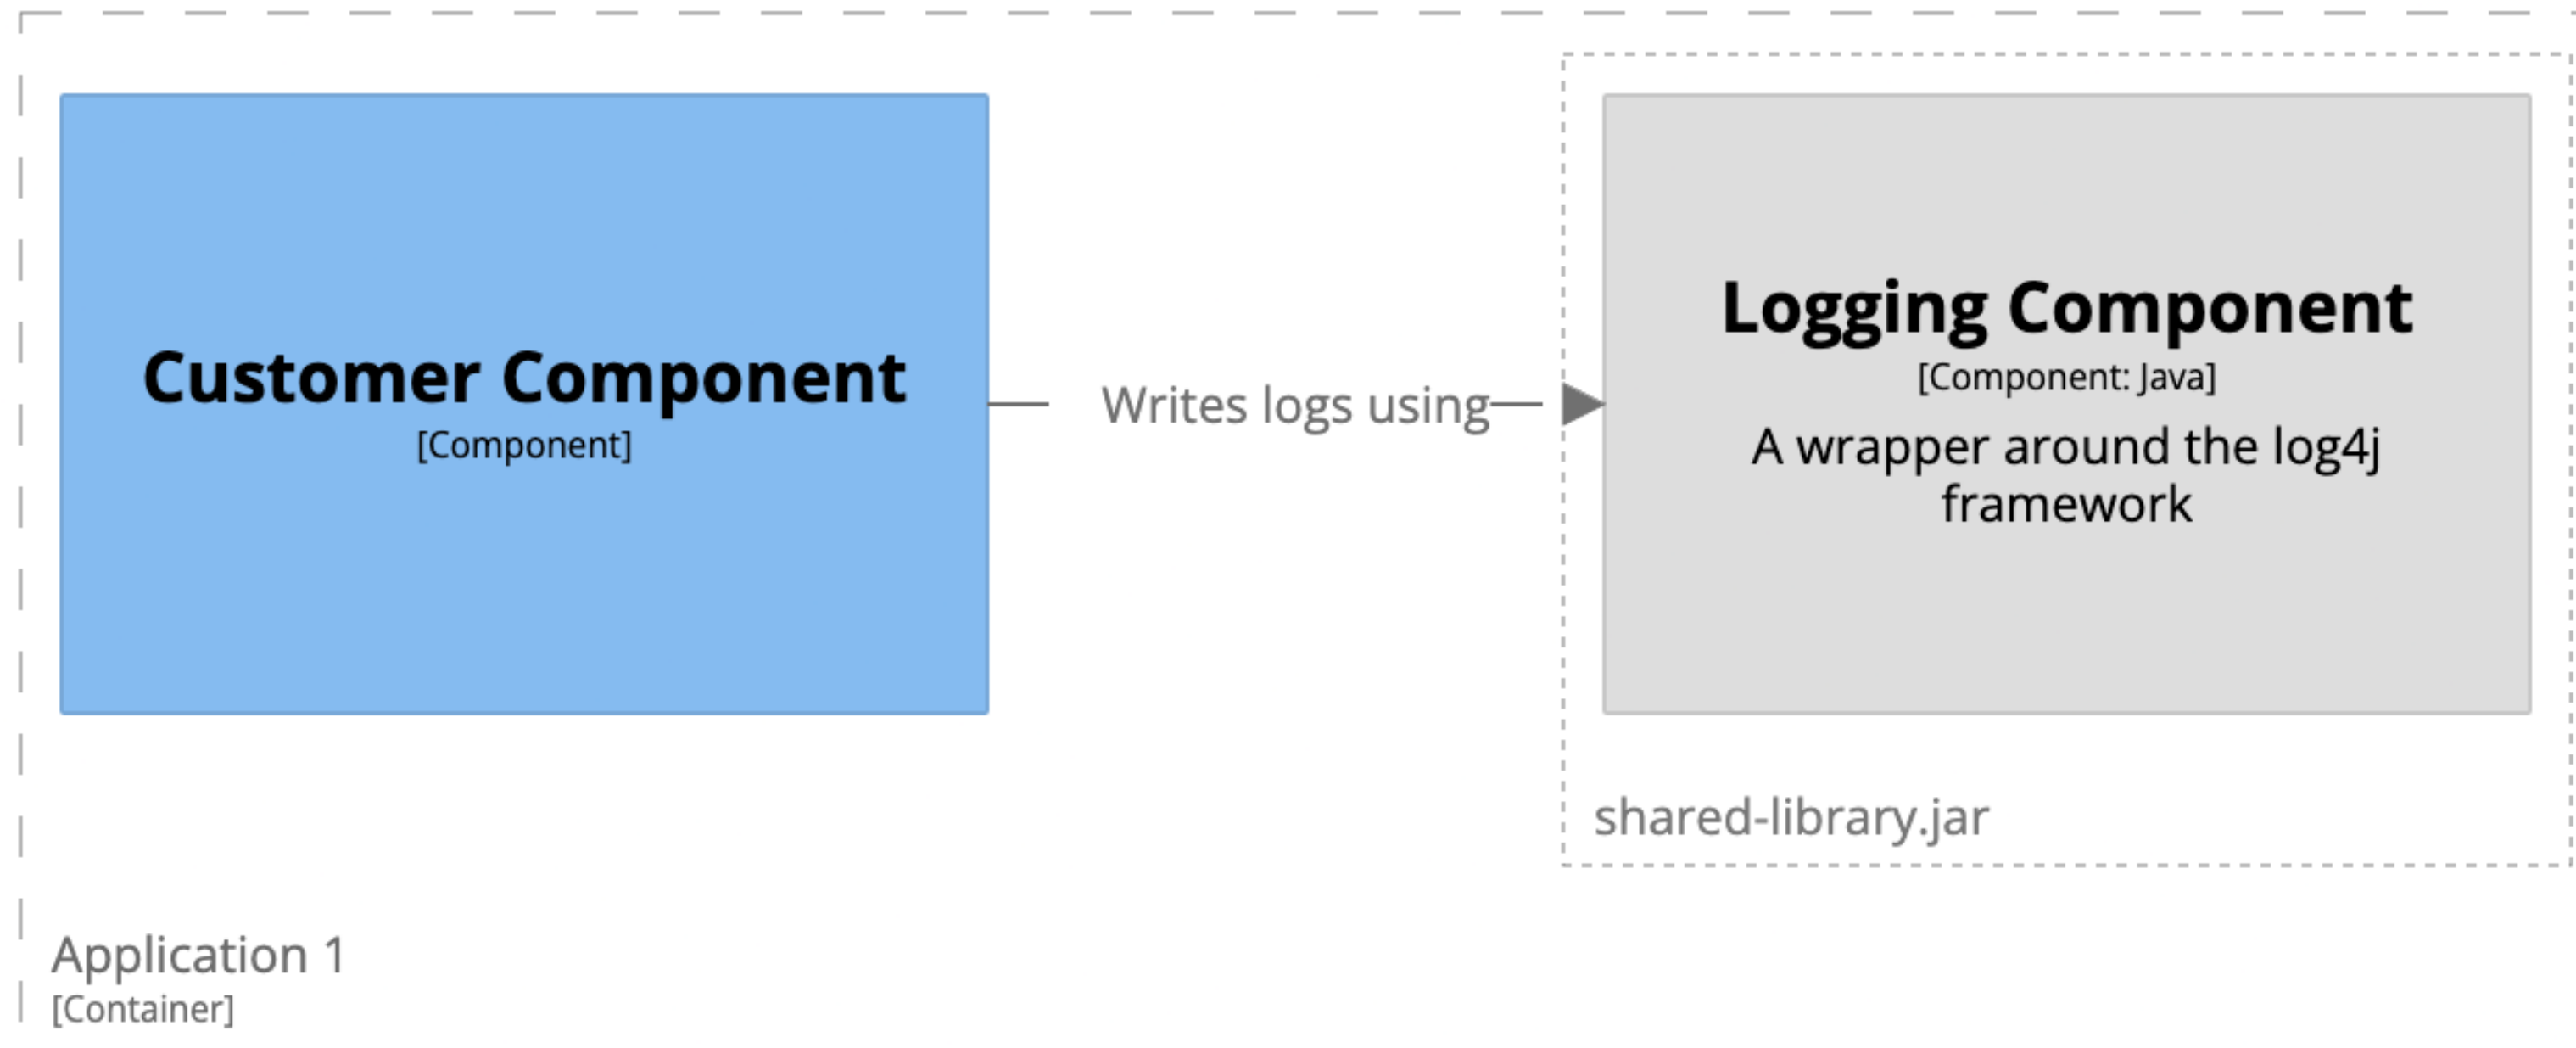 Customer Component
[Component]
Writes logs using
Logging Component
[Component: Java]
A wrapper around the log4j
framework
shared-library.jar
Application 1
[Container]